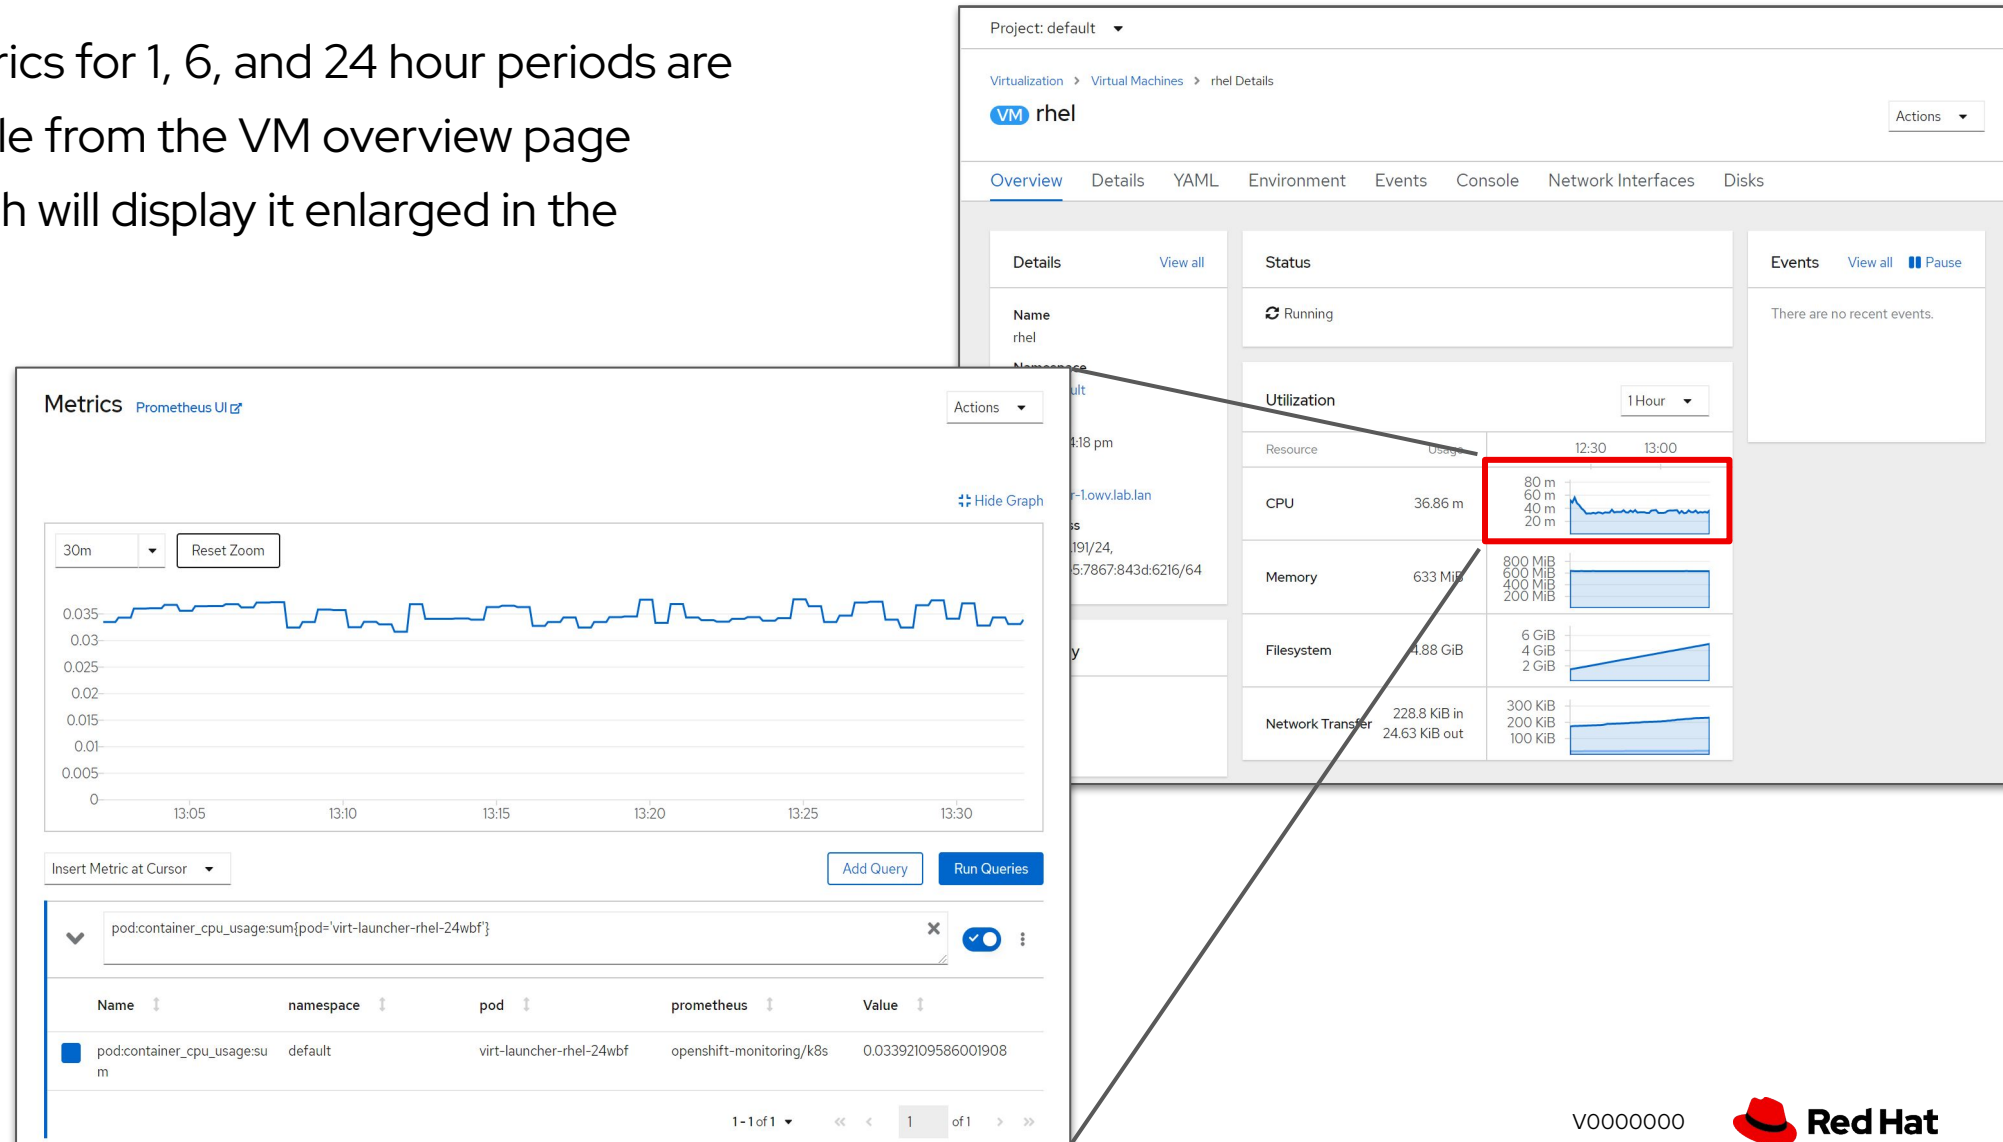 for 1, 6, and 24 hour periods are
from the VM overview page
will display it enlarged in the
Project: default
Virtualization > Virtual Machines > rhel Details
VM rhel
Actions
Overview Details YAML Environment Events Console Network Interfaces Disks
Details View all
Name
rhel
Status
Running
Events View all Pause
There are no recent events.
Utilization 1 Hour
Resource Usage 12:30 13:00
CPU 36.86 m
80 m
60 m
40 m
20 m
Memory 633 MiB
800 MiB
600 MiB
400 MiB
200 MiB
Filesystem 4.88 GiB
6 GiB
4 GiB
2 GiB
Network Transfer
228.8 KiB in
24.63 KiB out
300 KiB
200 KiB
100 KiB
4:18 pm
r-1.owv.lab.lan
.191/24,
5:7867:843d:6216/64
Metrics Prometheus UI
Actions
Hide Graph
30m Reset Zoom
0.035
0.03
0.025
0.02
0.015
0.01
0.005
0
13:05 13:10 13:15 13:20 13:25 13:30
Insert Metric at Cursor Add Query Run Queries
pod:container_cpu_usage:sum{pod='virt-launcher-rhel-24wbf'}
Name namespace pod prometheus Value
pod:container_cpu_usage:su default virt-launcher-rhel-24wbf openshift-monitoring/k8s 0.03392109586001908
m
1 - 1 of 1 « < 1 of 1 > »
V0000000
Red Hat